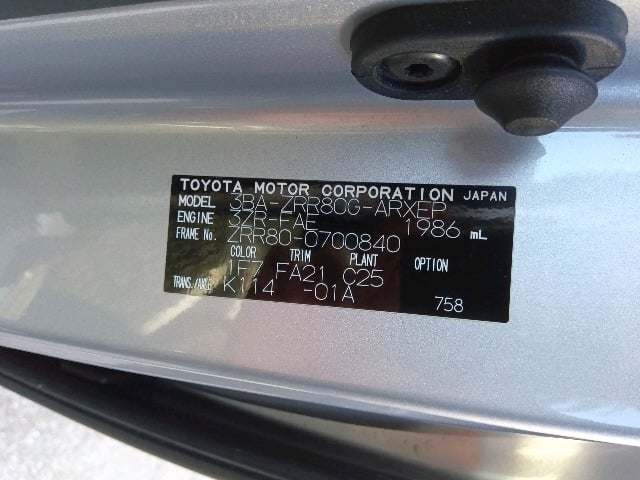 TOYOTA MOTOR CORPORATION JAPAN
MODEL 3BA-ZRR80G-ARXEP
ENGINE 3ZR-FAE 1986 mL
FRAME No. ZRR80-0700840
COLOR TRIM PLANT OPTION
1F7 FA21 C25
TRANS./AXLE K114 -01A
758